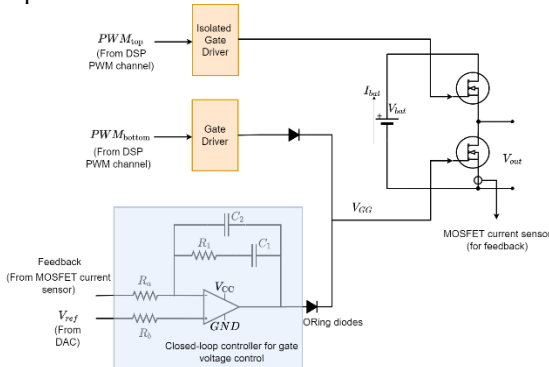 Isolated
Gate
Driver
PWM_top
(From DSP
PWM channel)
I_bat
V_bat
Gate
Driver
PWM_bottom
(From DSP
PWM channel)
V_out
V_GG
MOSFET current sensor
(for feedback)
C_2
R_1
C_1
Feedback
(From MOSFET current
sensor)
R_a
V_CC
V_ref
(From
DAC)
R_b
GND
ORing diodes
Closed-loop controller for gate
voltage control